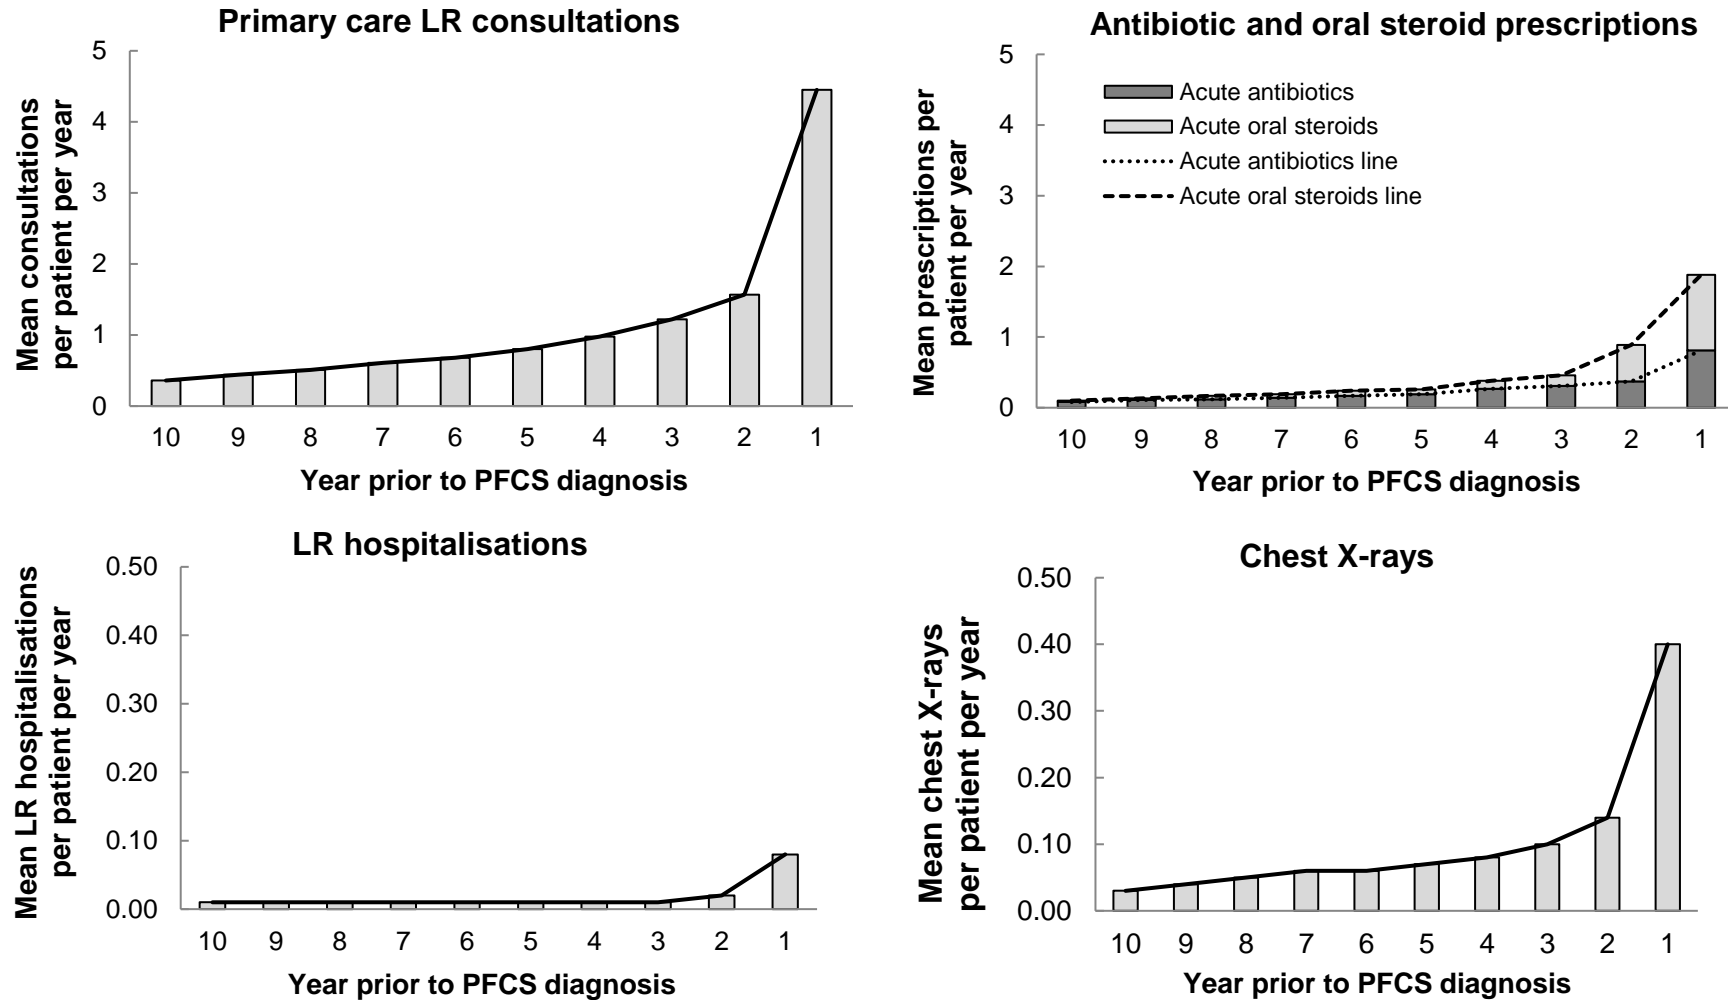 Primary care LR consultations
Mean consultations
per patient per year
5
4
3
2
1
0
10 9 8 7 6 5 4 3 2 1
Year prior to PFCS diagnosis
Antibiotic and oral steroid prescriptions
Mean prescriptions per
patient per year
5
4
3
2
1
0
Acute antibiotics
Acute oral steroids
Acute antibiotics line
Acute oral steroids line
10 9 8 7 6 5 4 3 2 1
Year prior to PFCS diagnosis
LR hospitalisations
Mean LR hospitalisations
per patient per year
0.50
0.40
0.30
0.20
0.10
0.00
10 9 8 7 6 5 4 3 2 1
Year prior to PFCS diagnosis
Chest X-rays
Mean chest X-rays
per patient per year
0.50
0.40
0.30
0.20
0.10
0.00
10 9 8 7 6 5 4 3 2 1
Year prior to PFCS diagnosis